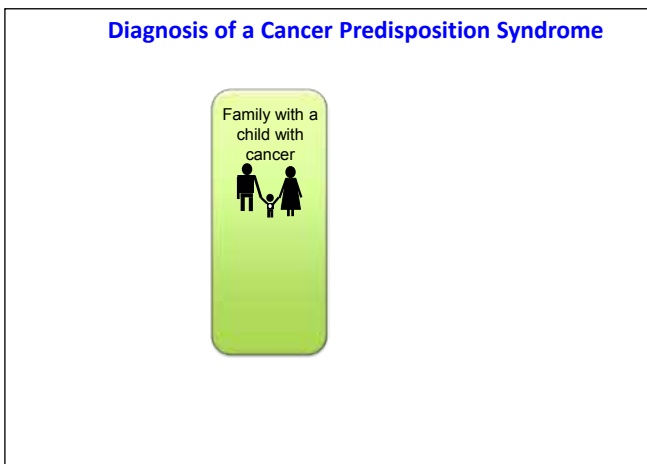 Diagnosis of a Cancer Predisposition Syndrome
Family with a
child with
cancer